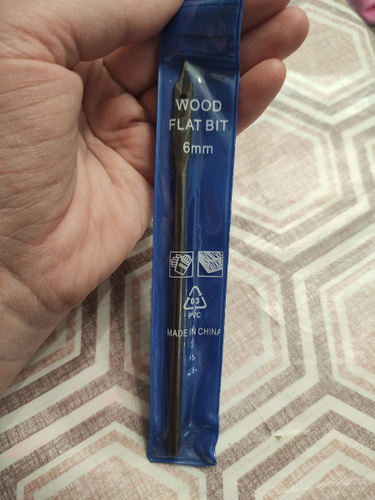 WOOD
FLAT BIT
6mm
03
PVC
MADE IN CHINA